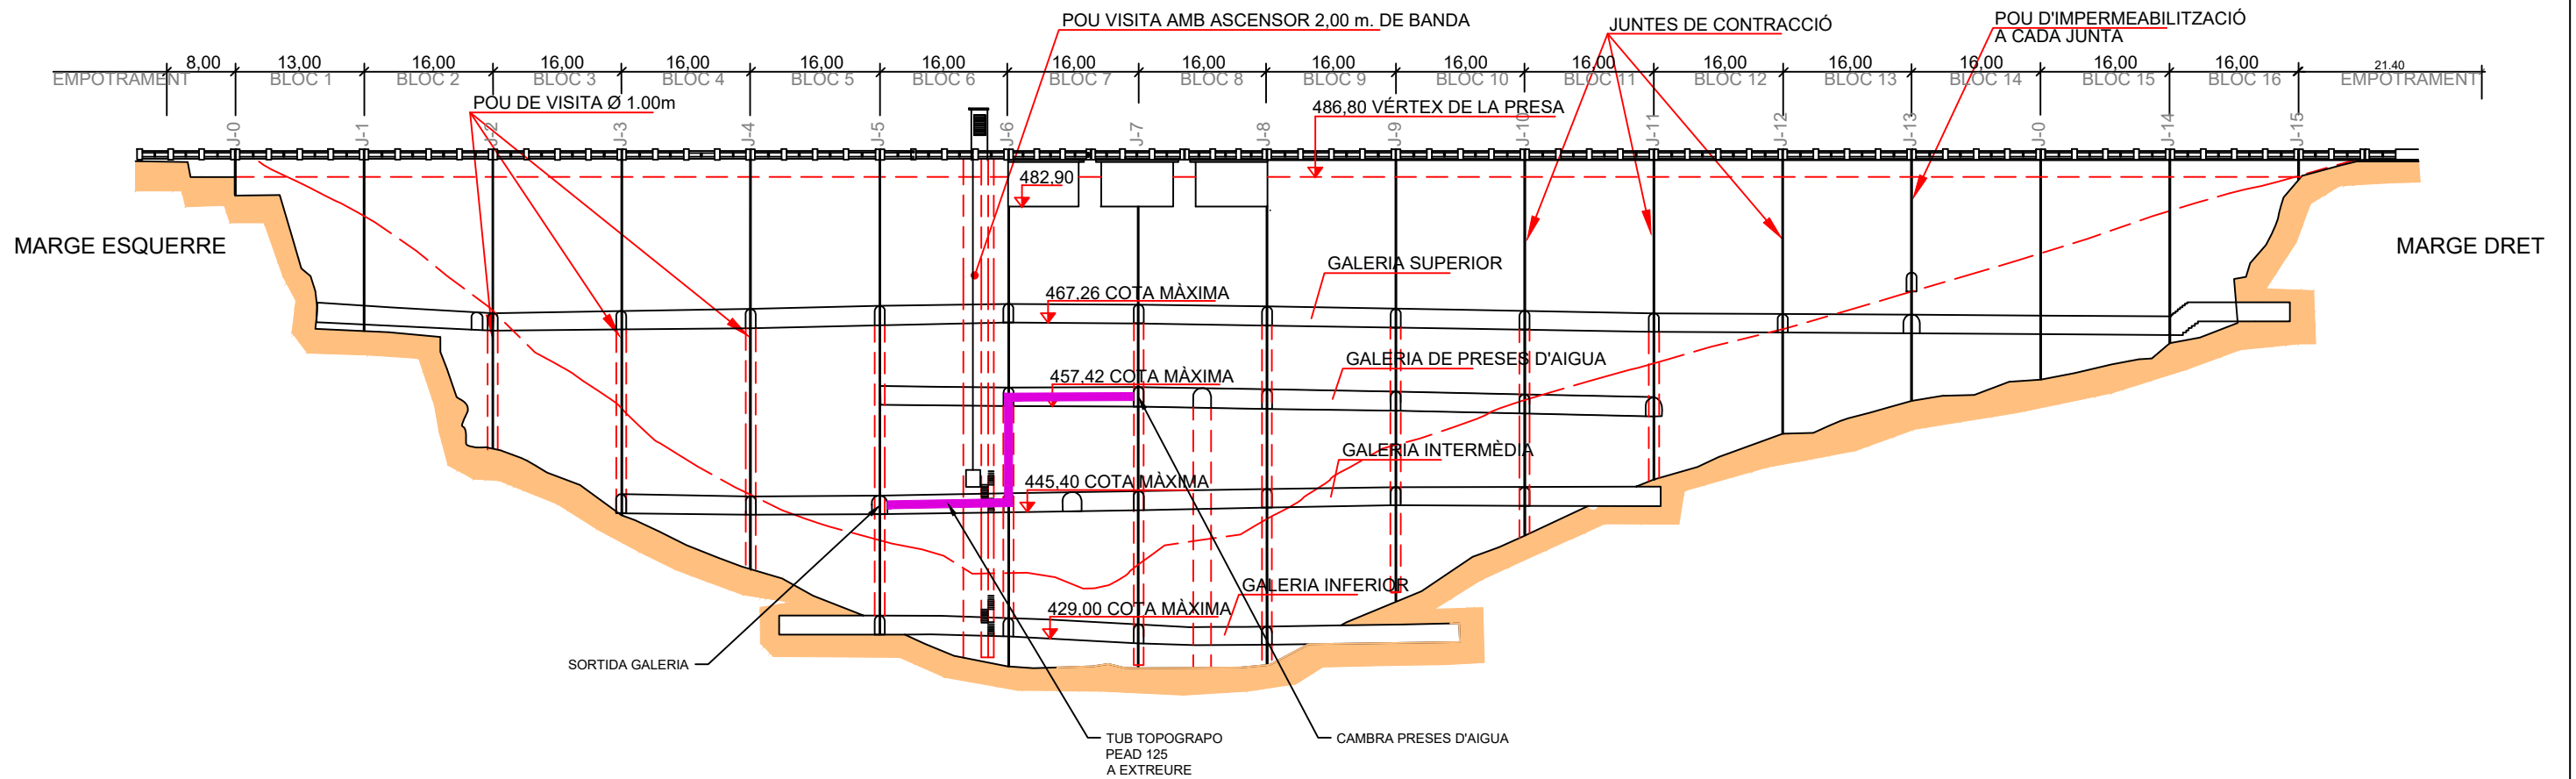 POU VISITA AMB ASCENSOR 2,00 m. DE BANDA
JUNTES DE CONTRACCIÓ
POU D'IMPERMEABILITZACIÓ
A CADA JUNTA
8,00 13,00 16,00 16,00 16,00 16,00 16,00 16,00 16,00 16,00 16,00 16,00 16,00 16,00 16,00 16,00 16,00 21.40
EMPOTRAMENT BLOC 1 BLOC 2 BLOC 3 BLOC 4 BLOC 5 BLOC 6 BLOC 7 BLOC 8 BLOC 9 BLOC 10 BLOC 11 BLOC 12 BLOC 13 BLOC 14 BLOC 15 BLOC 16 EMPOTRAMENT
POU DE VISITA Ø 1.00m
486,80 VÉRTEX DE LA PRESA
J-0 J-1 J-2 J-3 J-4 J-5 J-6 J-7 J-8 J-9 J-10 J-11 J-12 J-13 J-0 J-14 J-15
482,90
MARGE ESQUERRE
MARGE DRET
GALERIA SUPERIOR
467,26 COTA MÀXIMA
GALERIA DE PRESES D'AIGUA
457,42 COTA MÀXIMA
GALERIA INTERMÈDIA
445,40 COTA MÀXIMA
GALERIA INFERIOR
429,00 COTA MÀXIMA
SORTIDA GALERIA
TUB TOPOGRAPO
PEAD 125
A EXTREURE
CAMBRA PRESES D'AIGUA